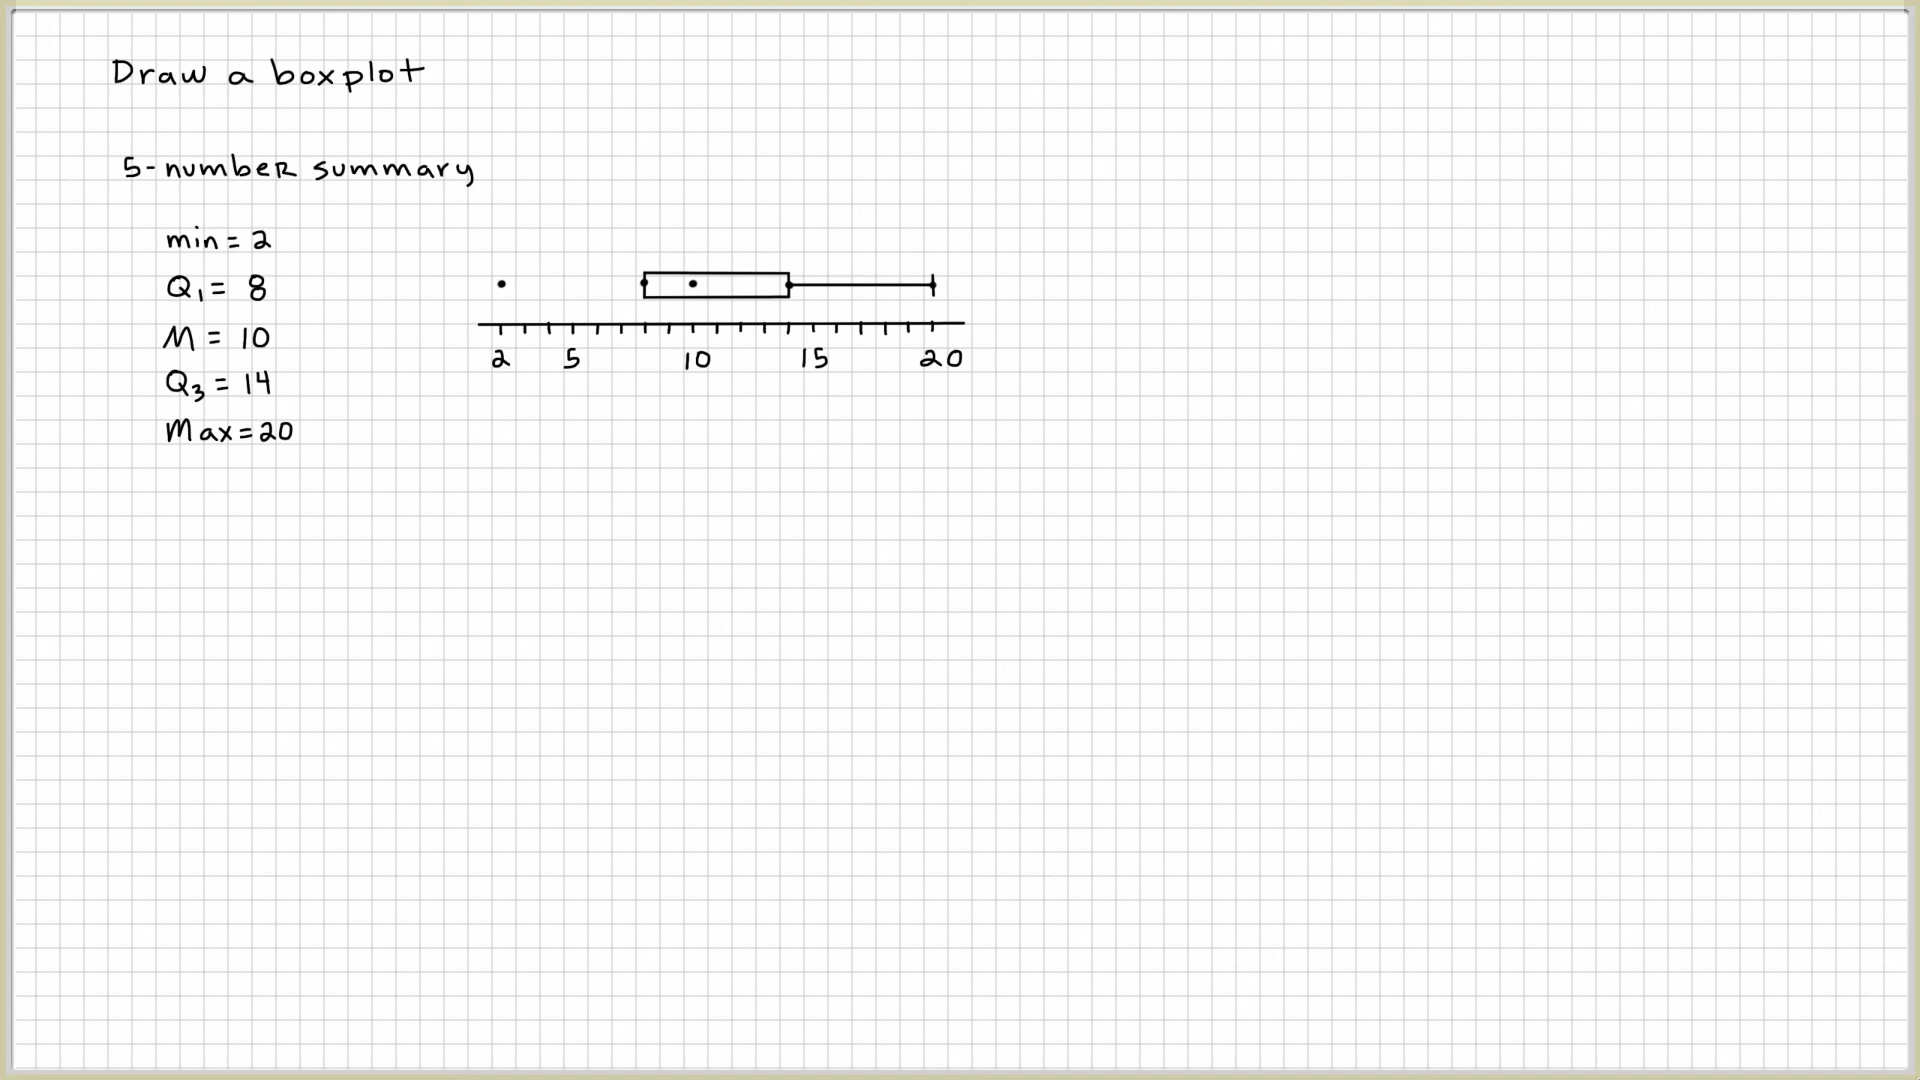 Draw a boxplot
5-number summary
min = 2
Q₁ = 8
M = 10
Q₃ = 14
Max = 20
2 5 10 15 20